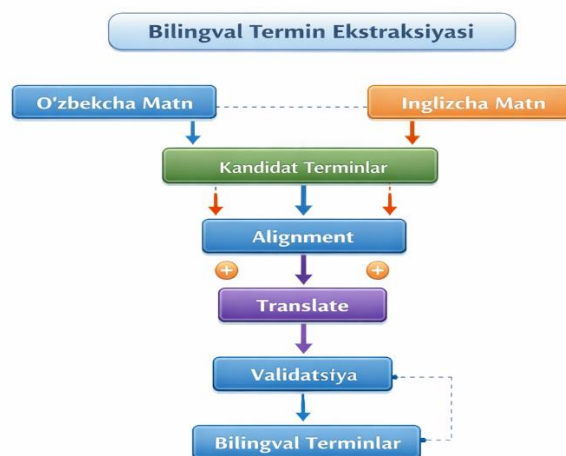 Bilingval Termin Ekstraksiyasi
O'zbekcha Matn
Inglizcha Matn
Kandidat Terminlar
Alignment
+ +
Translate
Validatsiya
Bilingval Terminlar